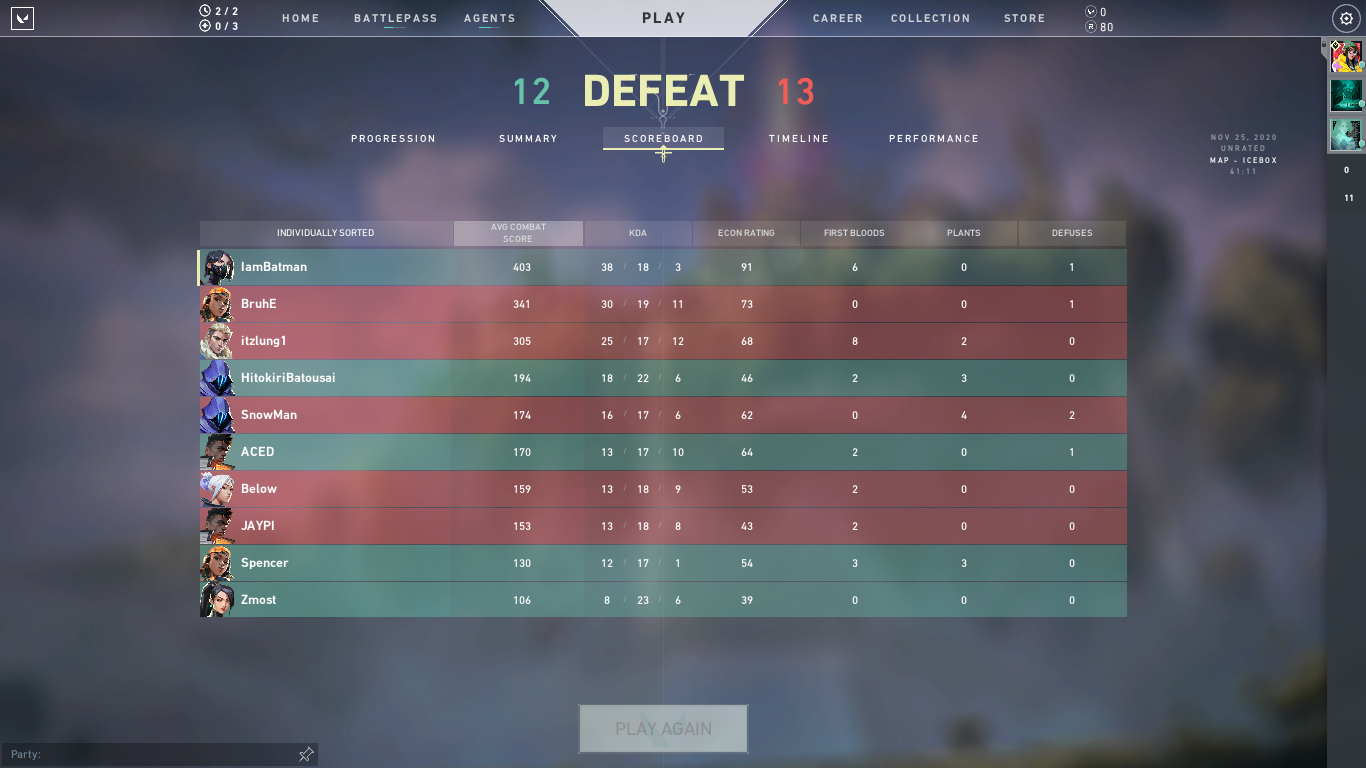 2 / 2
0 / 3
HOME BATTLEPASS AGENTS PLAY CAREER COLLECTION STORE 0
80
12 DEFEAT 13
PROGRESSION SUMMARY SCOREBOARD TIMELINE PERFORMANCE
NOV 25, 2020
UNRATED
MAP - ICEBOX
41:11
0
11
INDIVIDUALLY SORTED AVG COMBAT SCORE KDA ECON RATING FIRST BLOODS PLANTS DEFUSES
IamBatman 403 38 / 18 / 3 91 6 0 1
BruhE 341 30 / 19 / 11 73 0 0 1
itzlung1 305 25 / 17 / 12 68 8 2 0
HitokiriBatousai 194 18 / 22 / 6 46 2 3 0
SnowMan 174 16 / 17 / 6 62 0 4 2
ACED 170 13 / 17 / 10 64 2 0 1
Below 159 13 / 18 / 9 53 2 0 0
JAYPI 153 13 / 18 / 8 43 2 0 0
Spencer 130 12 / 17 / 1 54 3 3 0
Zmost 106 8 / 23 / 6 39 0 0 0
PLAY AGAIN
Party: